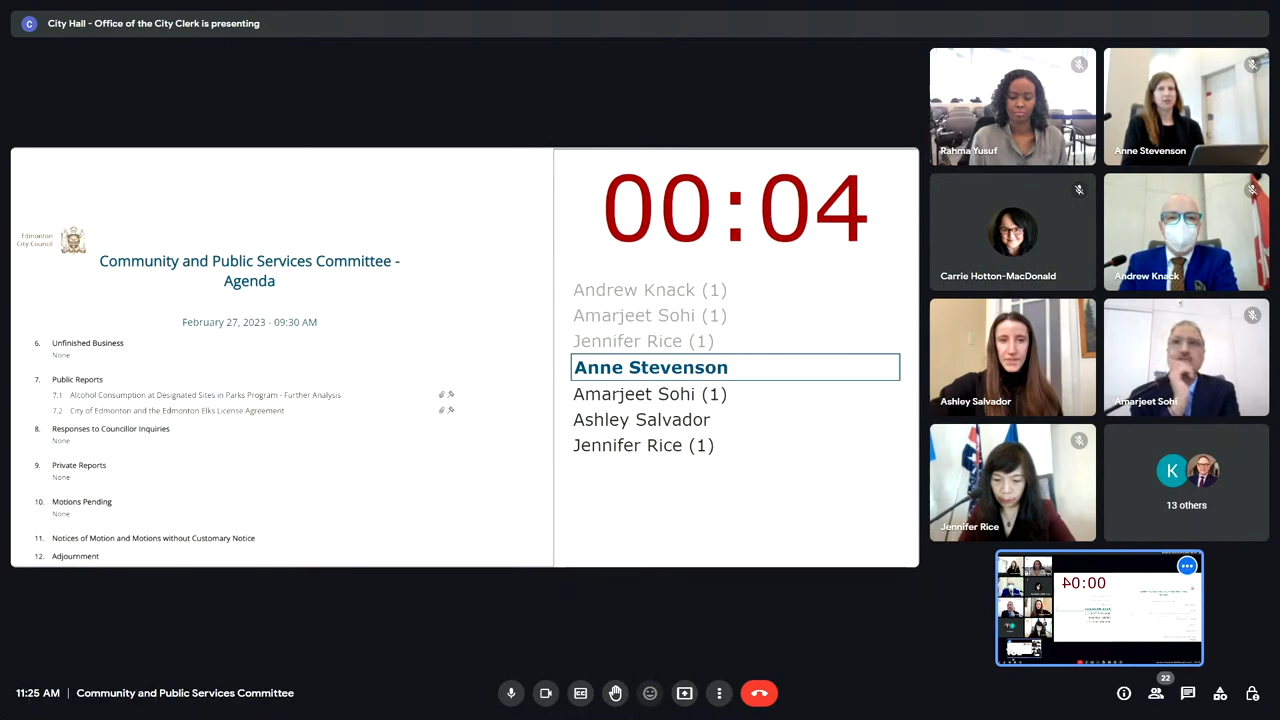 C City Hall - Office of the City Clerk is presenting
Edmonton
City Council
Community and Public Services Committee -
Agenda
February 27, 2023 - 09:30 AM
6. Unfinished Business
None
7. Public Reports
7.1 Alcohol Consumption at Designated Sites in Parks Program - Further Analysis
7.2 City of Edmonton and the Edmonton Elks License Agreement
8. Responses to Councillor Inquiries
None
9. Private Reports
None
10. Motions Pending
None
11. Notices of Motion and Motions without Customary Notice
12. Adjournment
00:04
Andrew Knack (1)
Amarjeet Sohi (1)
Jennifer Rice (1)
Anne Stevenson
Amarjeet Sohi (1)
Ashley Salvador
Jennifer Rice (1)
Rahma Yusuf
Anne Stevenson
Carrie Hotton-MacDonald
Andrew Knack
Ashley Salvador
Amarjeet Sohi
Jennifer Rice
K
13 others
00:04
11:25 AM | Community and Public Services Committee
22